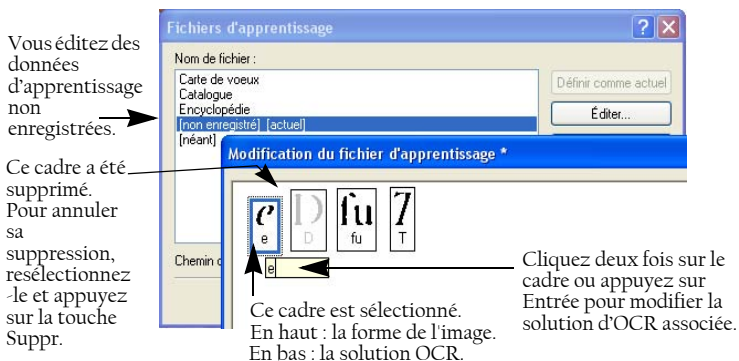 Vous éditez des
données
d'apprentissage
non
enregistrées.
Ce cadre a été
supprimé.
Pour annuler
sa
suppression,
resélectionnez
-le et appuyez
sur la touche
Suppr.
Fichiers d'apprentissage
Nom de fichier :
Carte de voeux
Catalogue
Encyclopédie
[non enregistré] [actuel]
[néant]
Définir comme actuel
Éditer...
Chemin
Modification du fichier d'apprentissage *
e D fu 7
e D fu T
e
Ce cadre est sélectionné.
En haut : la forme de l'image.
En bas : la solution OCR.
Cliquez deux fois sur le
cadre ou appuyez sur
Entrée pour modifier la
solution d’OCR associée.